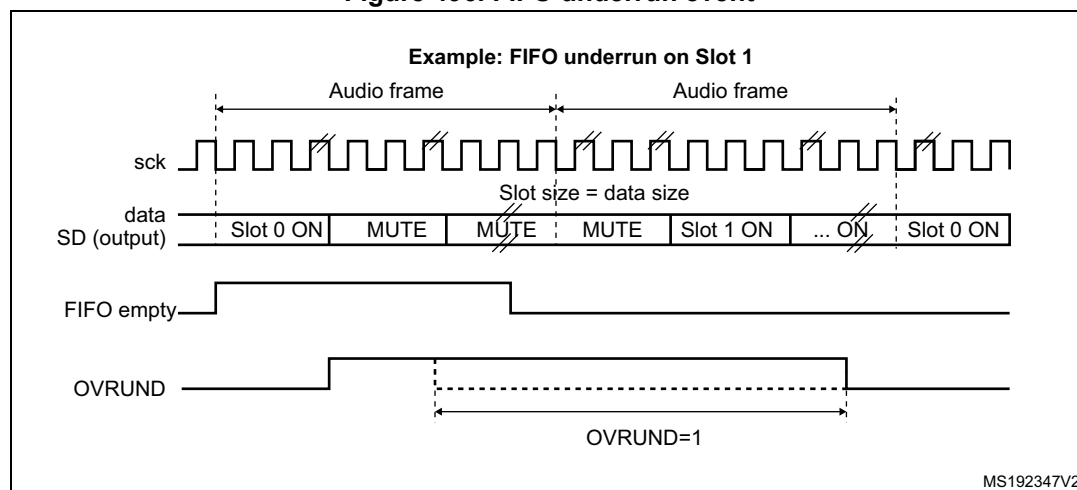 Figure FIFO underrun event
Example: FIFO underrun on Slot 1
Audio frame Audio frame
sck
Slot size = data size
data
SD (output) Slot 0 ON MUTE MUTE MUTE Slot 1 ON ... ON Slot 0 ON
FIFO empty
OVRUND
OVRUND=1
MS192347V2